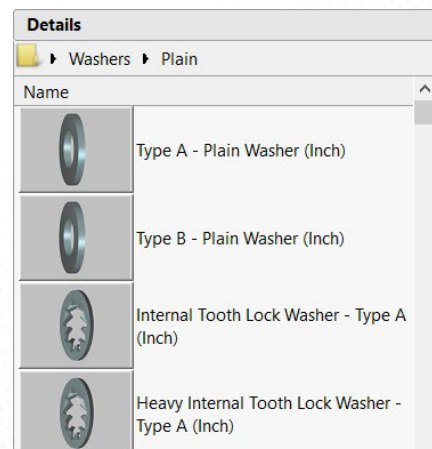 Details
Washers Plain
Name
Type A - Plain Washer (Inch)
Type B - Plain Washer (Inch)
Internal Tooth Lock Washer - Type A
(Inch)
Heavy Internal Tooth Lock Washer -
Type A (Inch)